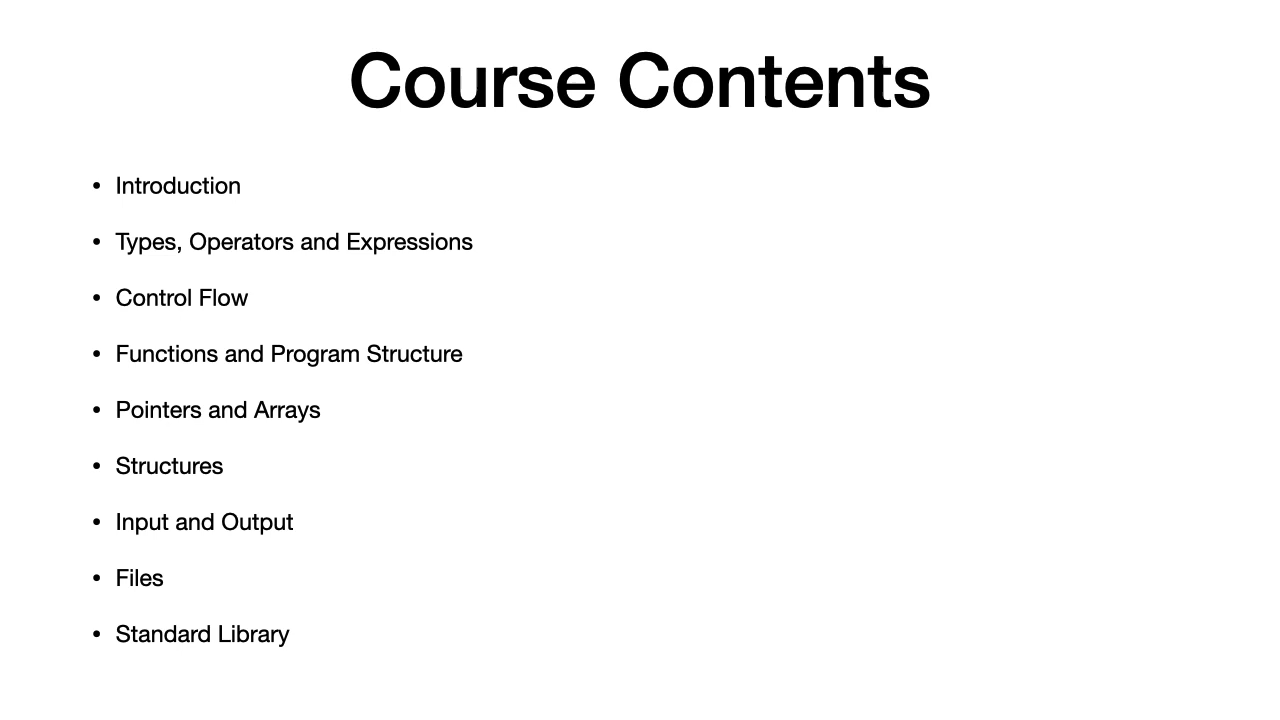 Course Contents
• Introduction
• Types, Operators and Expressions
• Control Flow
• Functions and Program Structure
• Pointers and Arrays
• Structures
• Input and Output
• Files
• Standard Library